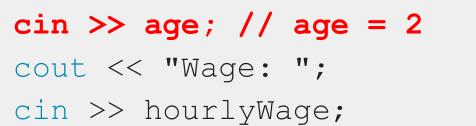 cin >> age; // age = 2
cout << "Wage: ";
cin >> hourlyWage;